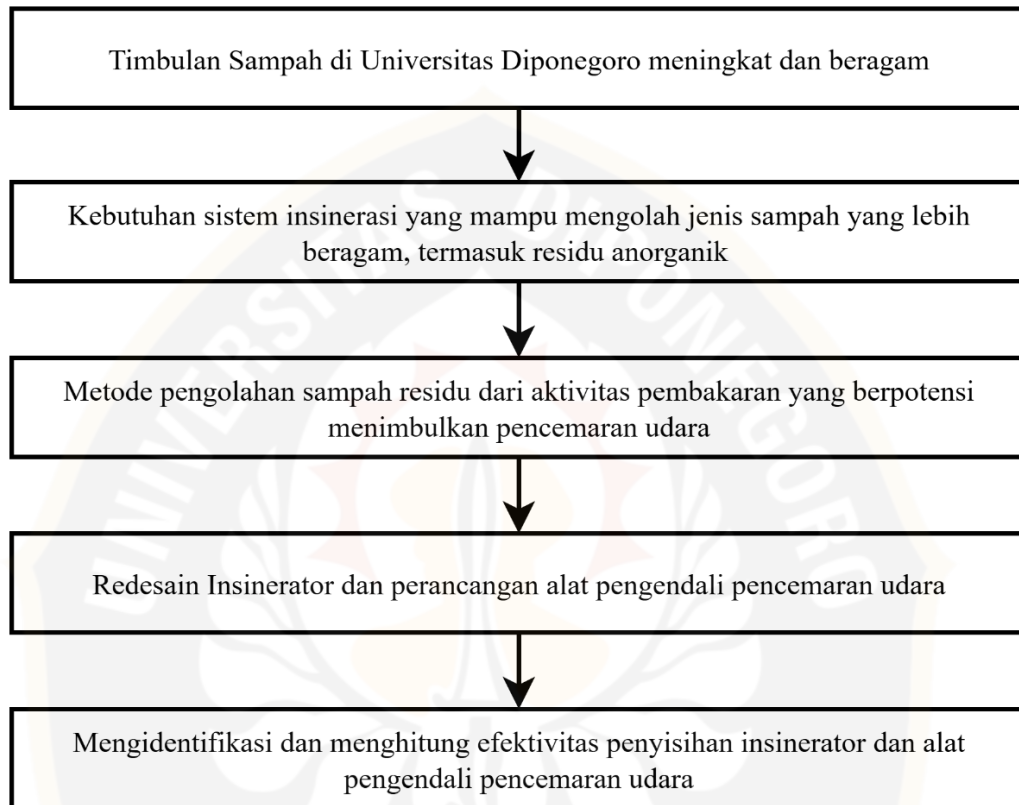 Timbulan Sampah di Universitas Diponegoro meningkat dan beragam
Kebutuhan sistem insinerasi yang mampu mengolah jenis sampah yang lebih
beragam, termasuk residu anorganik
Metode pengolahan sampah residu dari aktivitas pembakaran yang berpotensi
menimbulkan pencemaran udara
Redesain Insinerator dan perancangan alat pengendali pencemaran udara
Mengidentifikasi dan menghitung efektivitas penyisihan insinerator dan alat
pengendali pencemaran udara
UNIVERSITAS DIPONEGORO